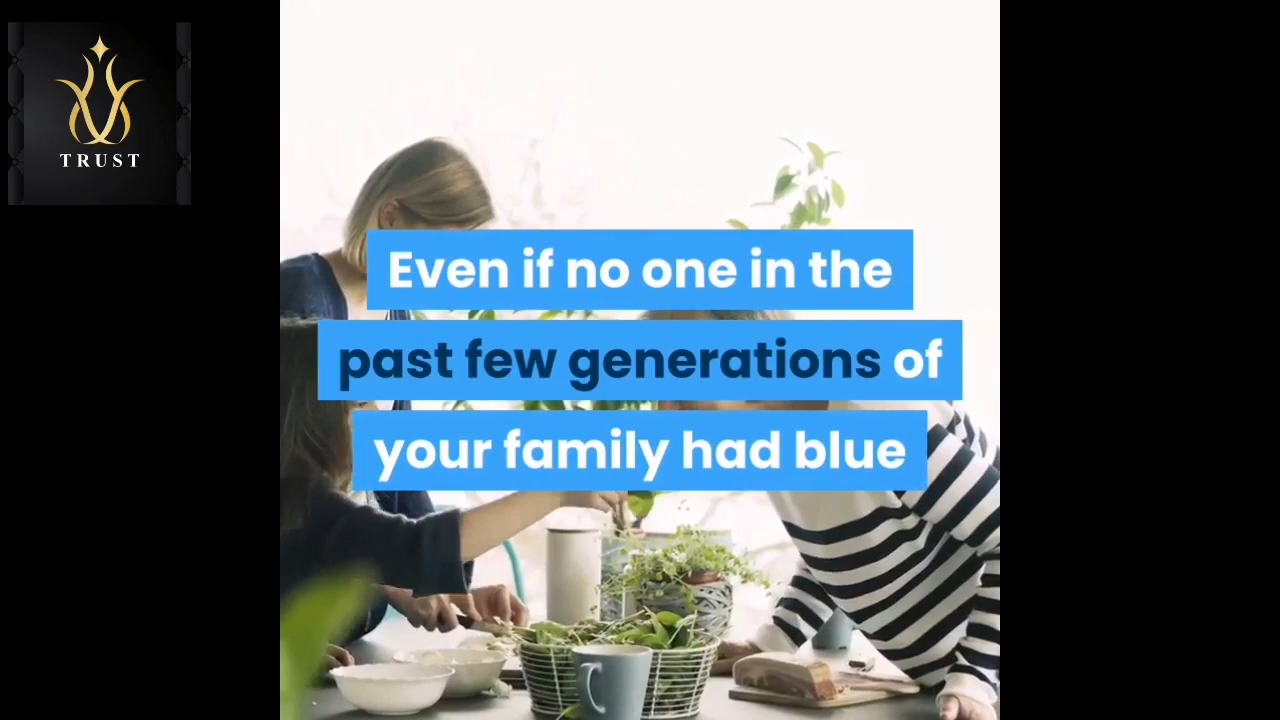 TRUST
Even if no one in the
past few generations of
your family had blue